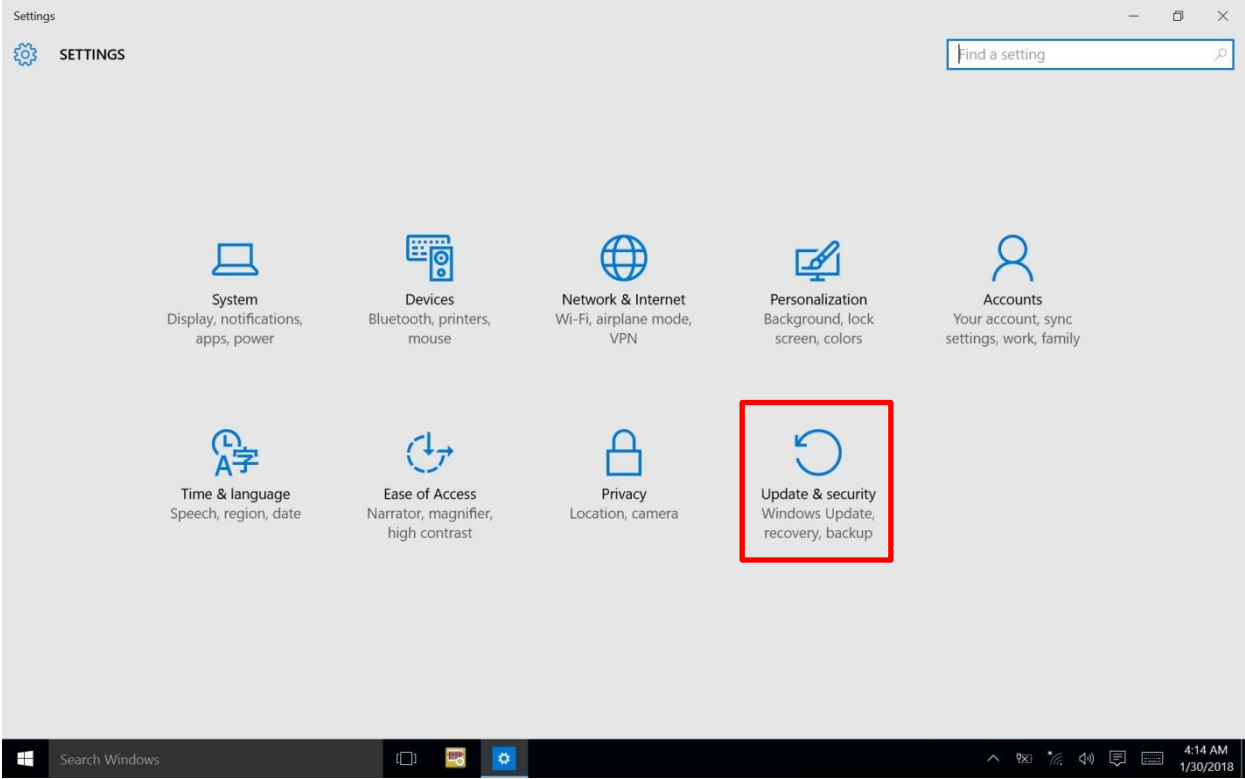 Settings
SETTINGS
Find a setting
System
Display, notifications,
apps, power
Devices
Bluetooth, printers,
mouse
Network & Internet
Wi-Fi, airplane mode,
VPN
Personalization
Background, lock
screen, colors
Accounts
Your account, sync
settings, work, family
Time & language
Speech, region, date
Ease of Access
Narrator, magnifier,
high contrast
Privacy
Location, camera
Update & security
Windows Update,
recovery, backup
Search Windows
4:14 AM
1/30/2018